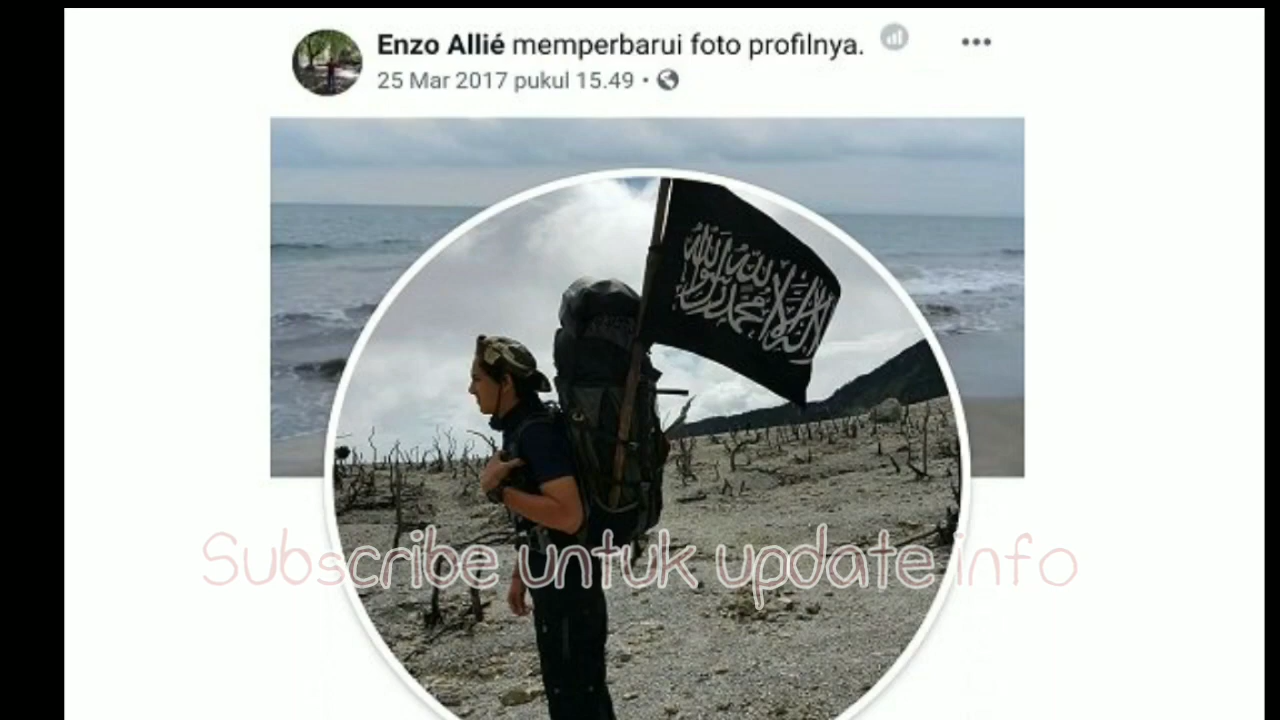 Enzo Allié memperbarui foto profilnya.
25 Mar 2017 pukul 15.49 ·
لا إله إلا الله محمد رسول الله
Subscribe untuk update info